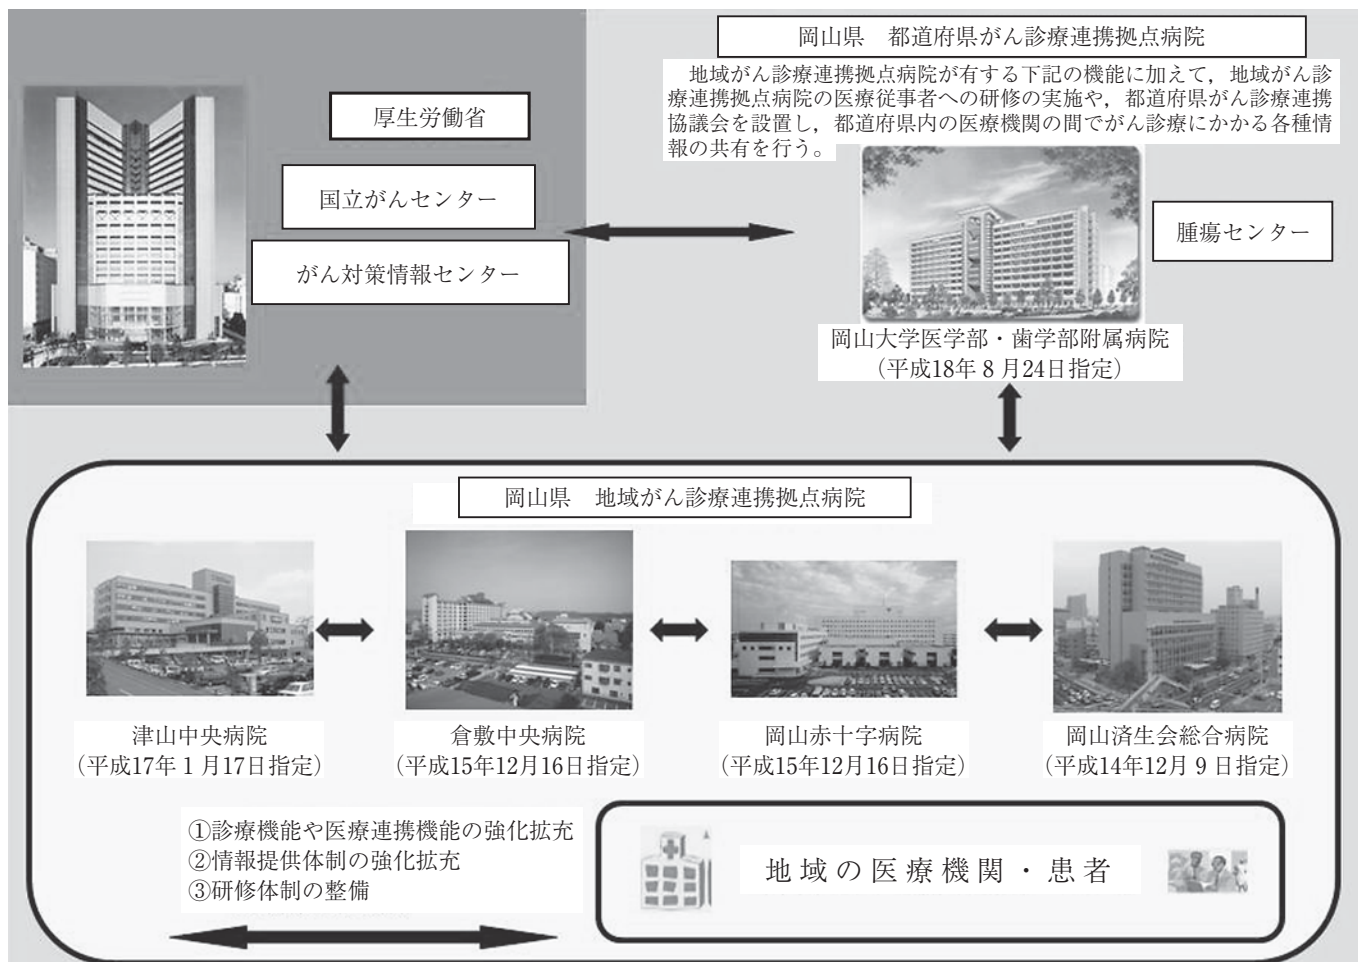 厚生労働省
国立がんセンター
がん対策情報センター
岡山県　都道府県がん診療連携拠点病院
　地域がん診療連携拠点病院が有する下記の機能に加えて，地域がん診
療連携拠点病院の医療従事者への研修の実施や，都道府県がん診療連携
協議会を設置し，都道府県内の医療機関の間でがん診療にかかる各種情
報の共有を行う。
腫瘍センター
岡山大学医学部・歯学部附属病院
（平成18年８月24日指定）
岡山県　地域がん診療連携拠点病院
津山中央病院
（平成17年１月17日指定）
倉敷中央病院
（平成15年12月16日指定）
岡山赤十字病院
（平成15年12月16日指定）
岡山済生会総合病院
（平成14年12月９日指定）
①診療機能や医療連携機能の強化拡充
②情報提供体制の強化拡充
③研修体制の整備
地域の医療機関・患者